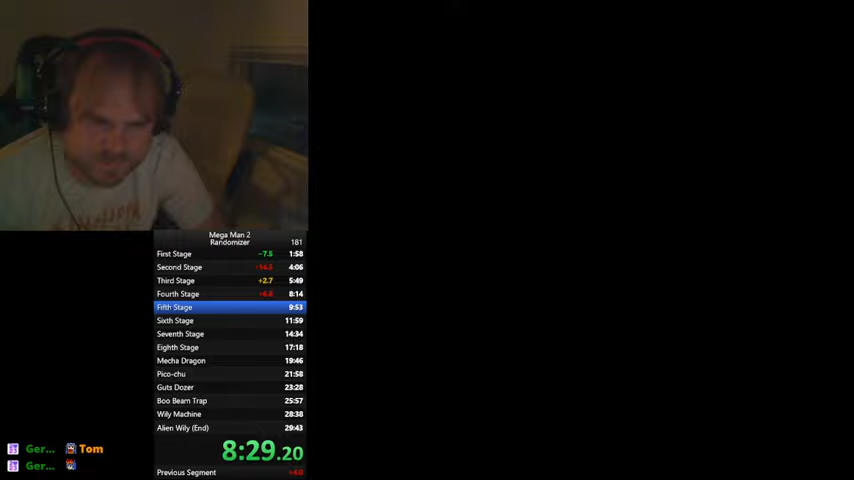 Mega Man 2
Randomizer 181
First Stage -7.5 1:58
Second Stage 4:06
Third Stage +2.7 5:49
Fourth Stage 8:14
Fifth Stage 9:53
Sixth Stage 11:59
Seventh Stage 14:34
Eighth Stage 17:18
Mecha Dragon 19:46
Pico-chu 21:58
Guts Dozer 23:28
Boo Beam Trap 25:57
Wily Machine 28:38
Alien Wily (End) 29:43
8:29.20
Ger... Tom
Ger...
Previous Segment